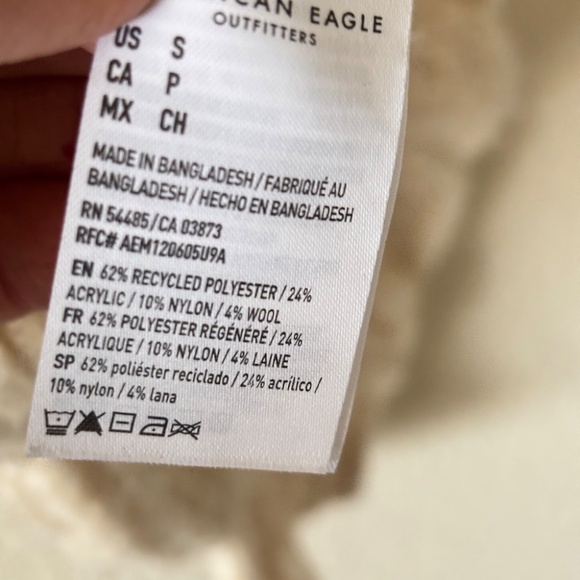 EAGLE
OUTFITTERS
US S
CA P
MX CH
MADE IN BANGLADESH / FABRIQUÉ AU
BANGLADESH / HECHO EN BANGLADESH
RN 54485/CA 03873
RFC# AEM120605U9A
EN 62% RECYCLED POLYESTER / 24%
ACRYLIC / 10% NYLON / 4% WOOL
FR 62% POLYESTER RÉGÉNÉRÉ / 24%
ACRYLIQUE / 10% NYLON / 4% LAINE
SP 62% poliéster reciclado / 24% acrílico /
10% nylon / 4% lana